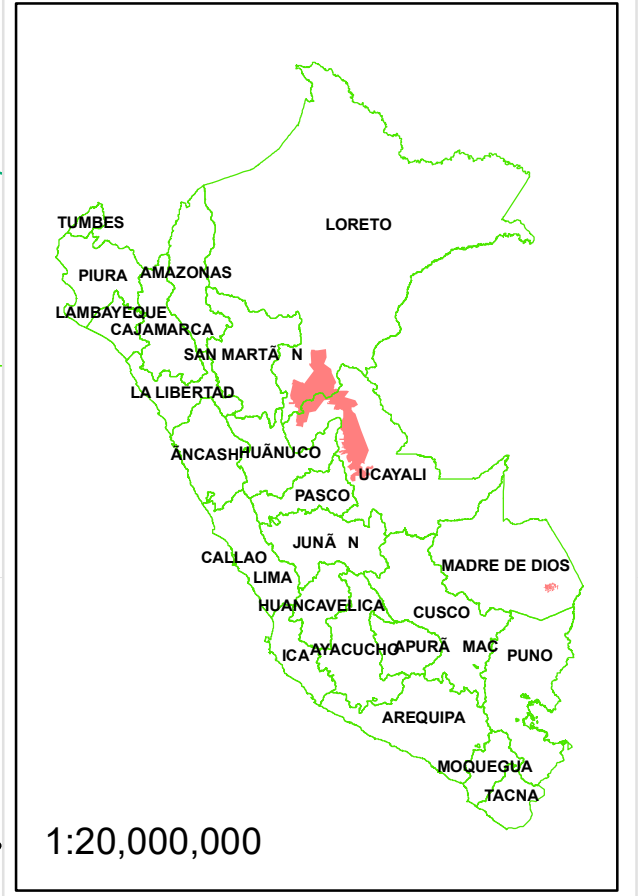 LORETO
TUMBES
PIURA
AMAZONAS
LAMBAYEQUE
CAJAMARCA
SAN MARTÃ N
LA LIBERTAD
ÃNCASH
HUÃNUCO
UCAYALI
PASCO
JUNÃ N
CALLAO
LIMA
MADRE DE DIOS
HUANCAVELICA
CUSCO
ICA
AYACUCHO
APURÃ MAC
PUNO
AREQUIPA
MOQUEGUA
TACNA
1:20,000,000